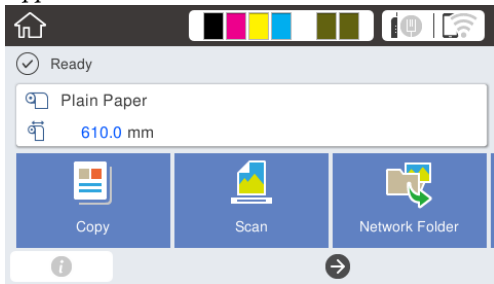 Ready
Plain Paper
610.0 mm
Copy
Scan
Network Folder